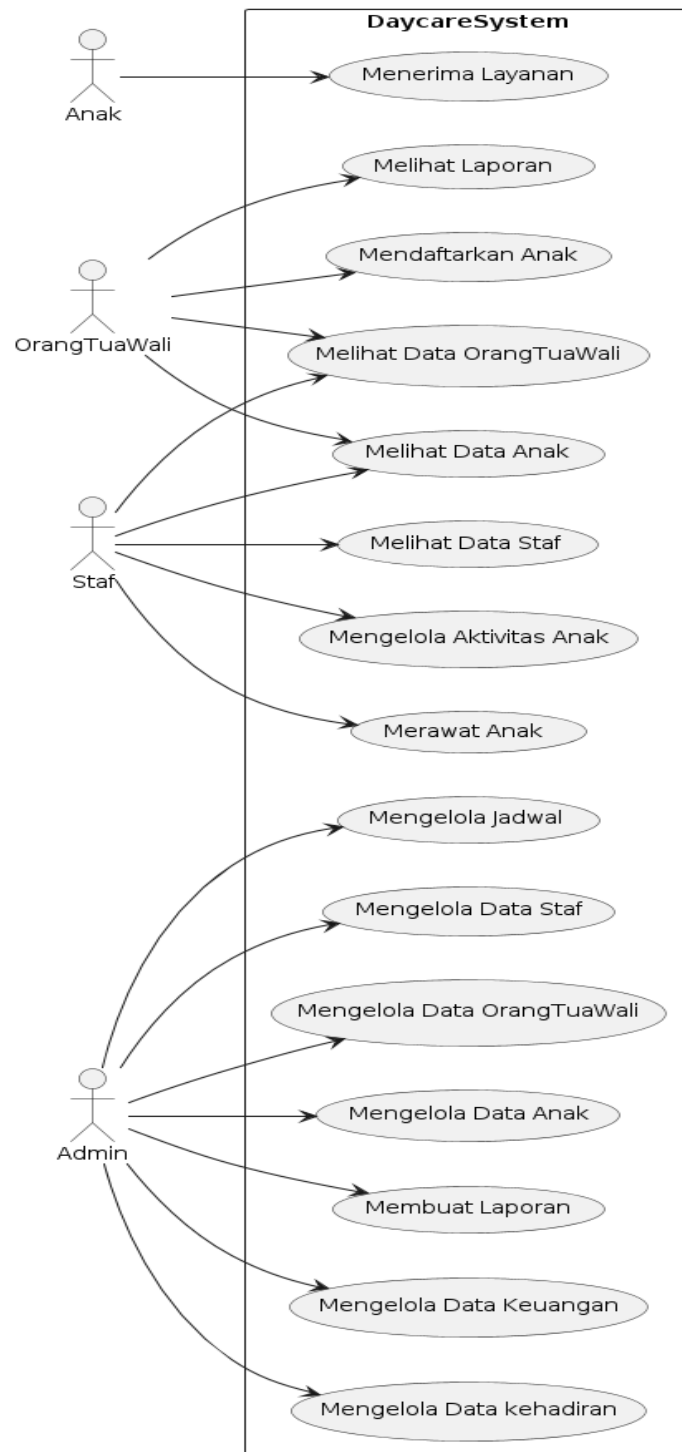 DaycareSystem
Anak
Menerima Layanan
Melihat Laporan
Mendaftarkan Anak
OrangTuaWali
Melihat Data OrangTuaWali
Melihat Data Anak
Melihat Data Staf
Staf
Mengelola Aktivitas Anak
Merawat Anak
Mengelola Jadwal
Mengelola Data Staf
Mengelola Data OrangTuaWali
Mengelola Data Anak
Admin
Membuat Laporan
Mengelola Data Keuangan
Mengelola Data kehadiran